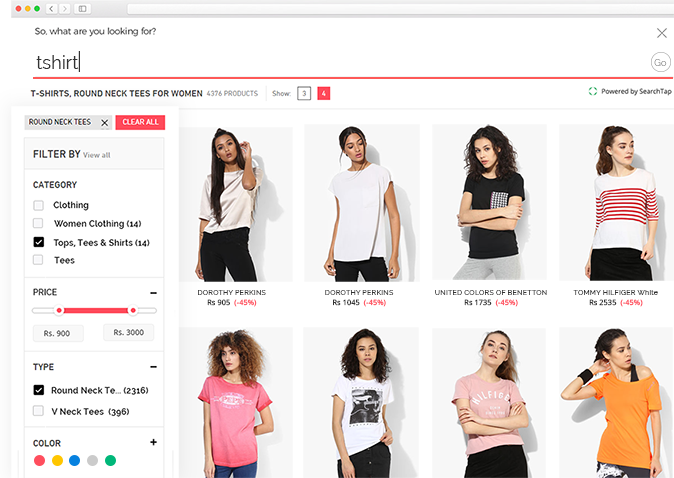 So, what are you looking for?
tshirt
Go
T-SHIRTS, ROUND NECK TEES FOR WOMEN 4376 PRODUCTS Show: 3 4
Powered by SearchTap
ROUND NECK TEES
CLEAR ALL
FILTER BY View all
CATEGORY
Clothing
Women Clothing (14)
Tops, Tees & Shirts (14)
Tees
PRICE
Rs. 900
Rs. 3000
TYPE
Round Neck Te... (2316)
V Neck Tees (396)
COLOR
DOROTHY PERKINS
Rs 905 (-45%)
DOROTHY PERKINS
Rs 1045 (-45%)
UNITED COLORS OF BENETTON
Rs 1735 (-45%)
TOMMY HILFIGER White
Rs 2535 (-45%)
HILFIGER